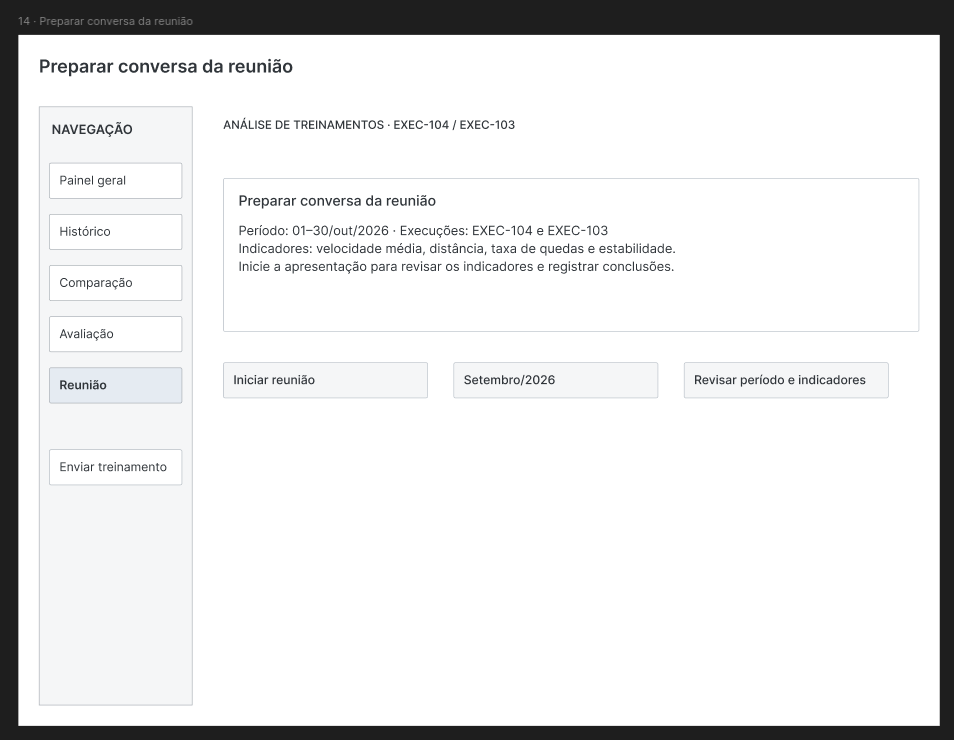 14 · Preparar conversa da reunião
Preparar conversa da reunião
NAVEGAÇÃO
Painel geral
Histórico
Comparação
Avaliação
Reunião
Enviar treinamento
ANÁLISE DE TREINAMENTOS · EXEC-104 / EXEC-103
Preparar conversa da reunião
Período: 01–30/out/2026 · Execuções: EXEC-104 e EXEC-103
Indicadores: velocidade média, distância, taxa de quedas e estabilidade.
Inicie a apresentação para revisar os indicadores e registrar conclusões.
Iniciar reunião
Setembro/2026
Revisar período e indicadores